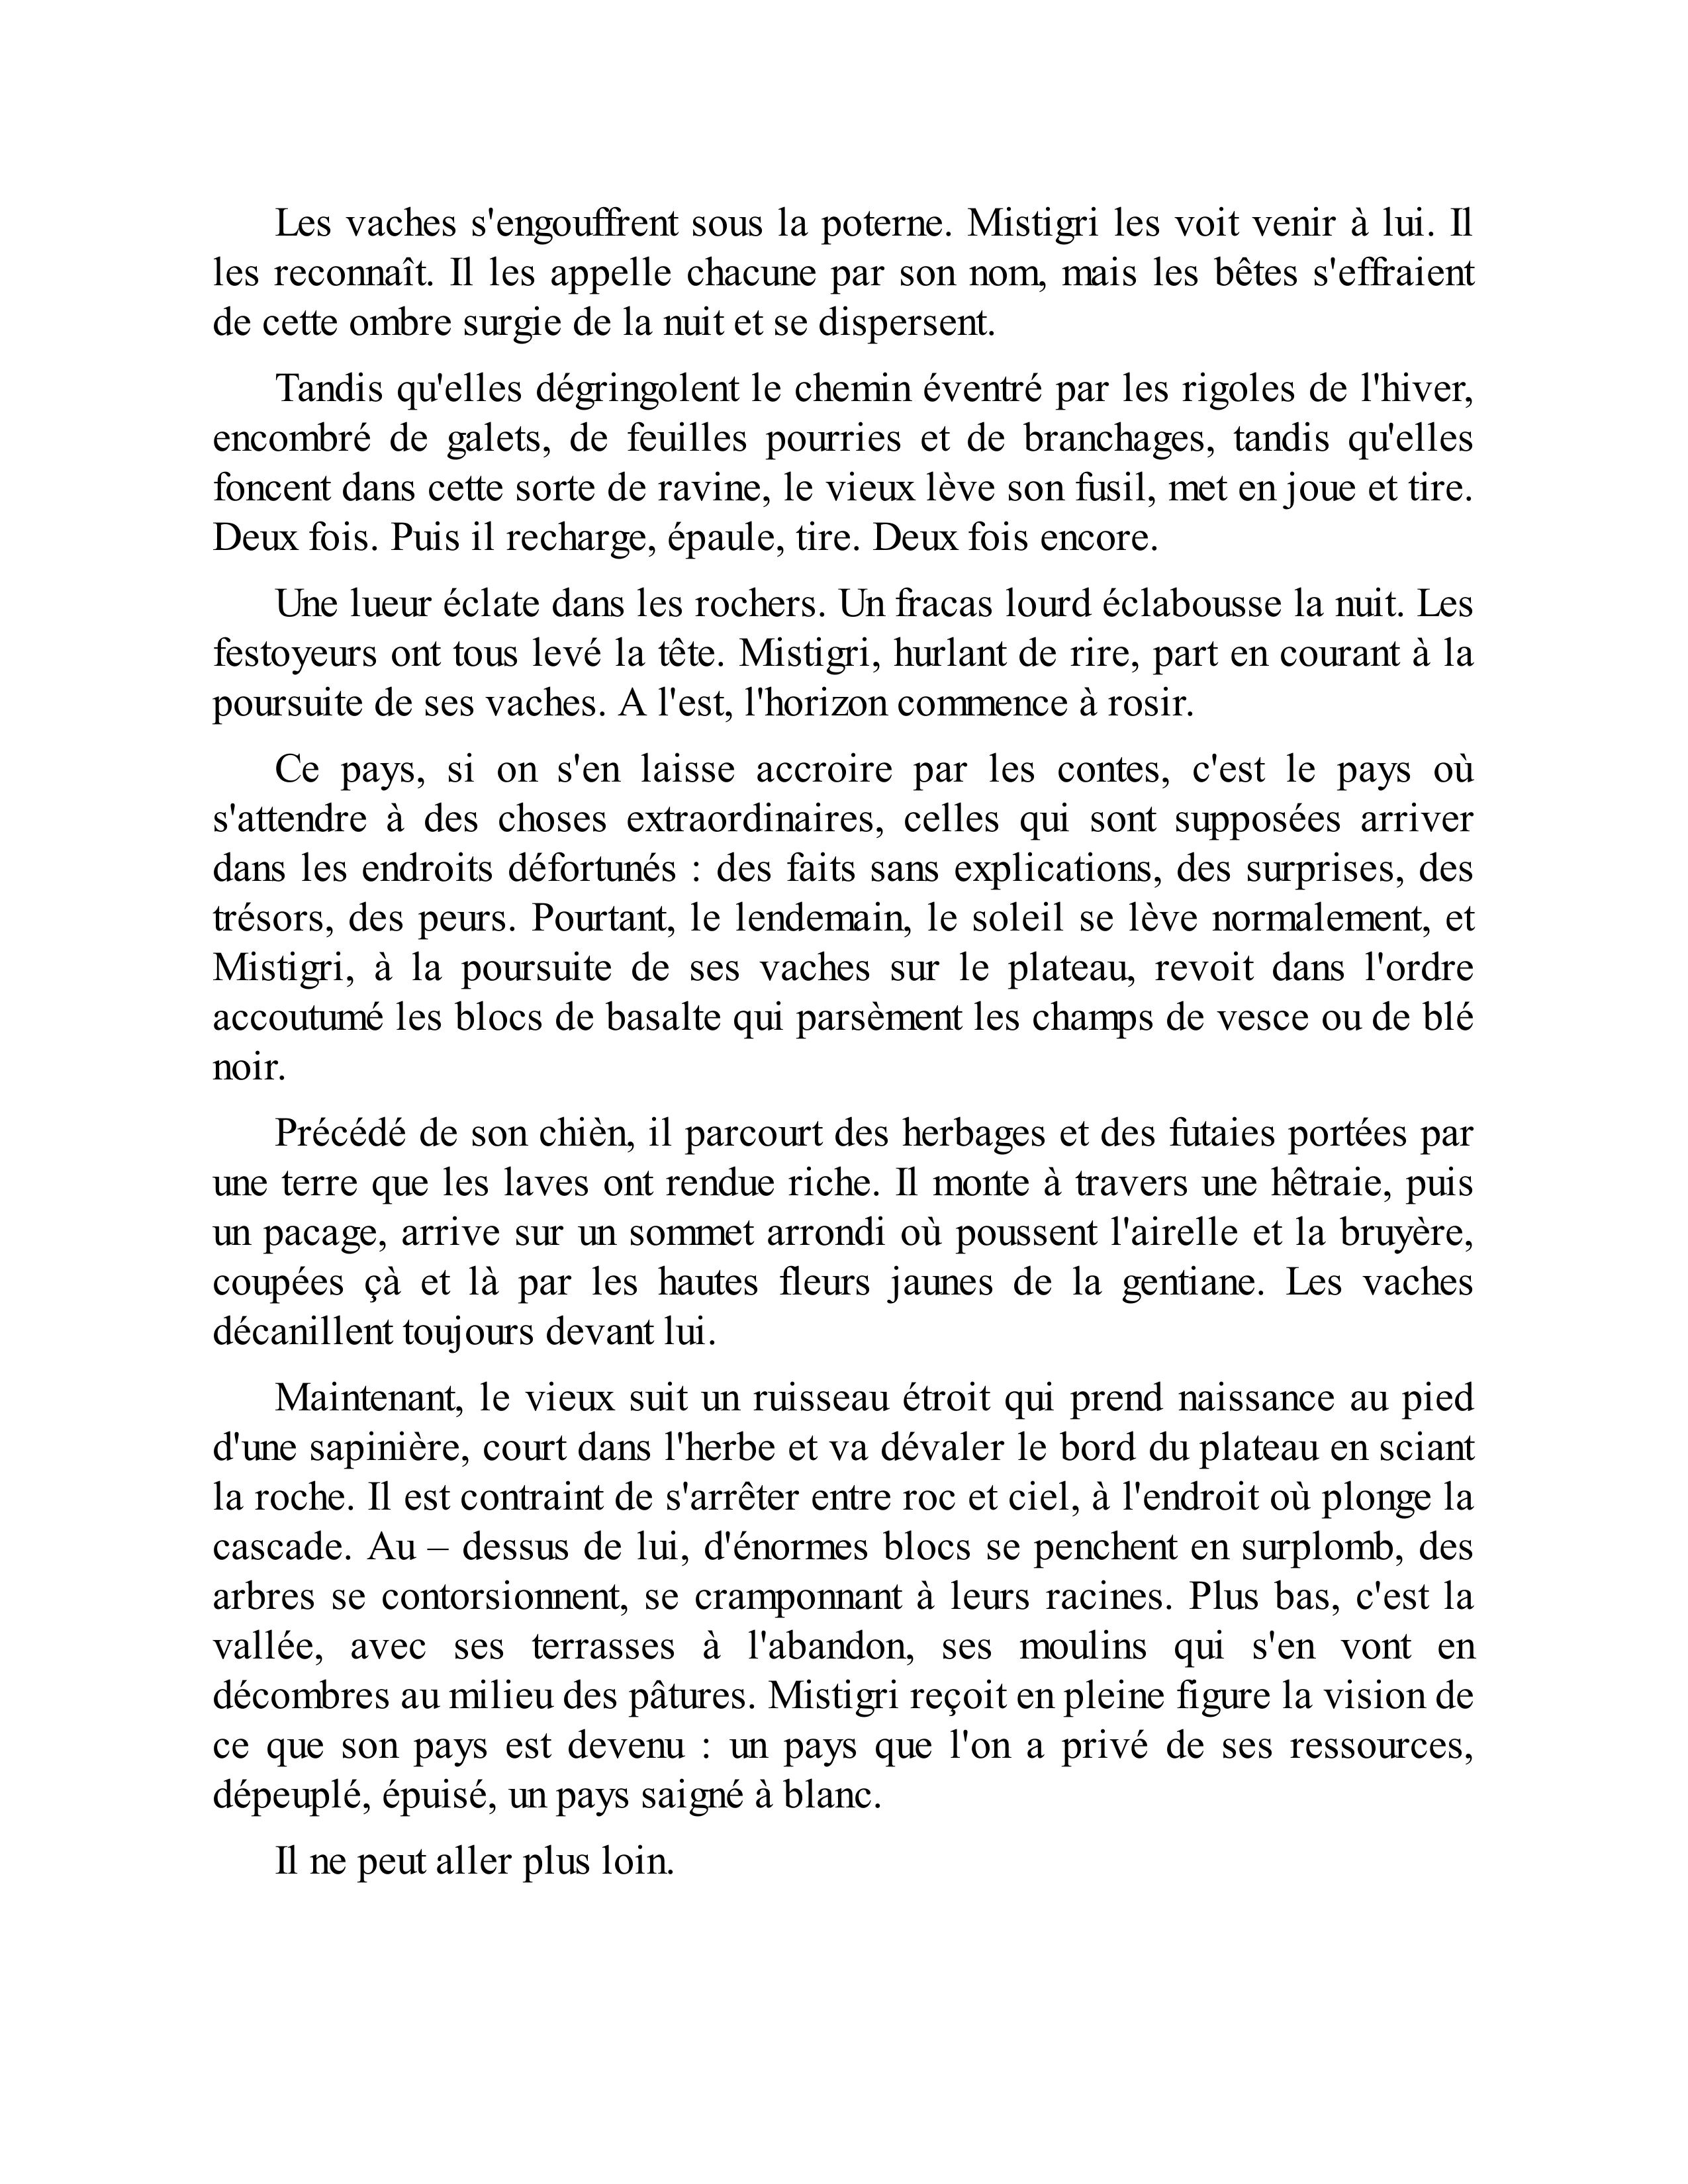 Les vaches s'engouffrent sous la poterne. Mistigri les voit venir à lui. Il
les reconnaît. Il les appelle chacune par son nom, mais les bêtes s'effraient
de cette ombre surgie de la nuit et se dispersent.
Tandis qu'elles dégringolent le chemin éventré par les rigoles de l'hiver,
encombré de galets, de feuilles pourries et de branchages, tandis qu'elles
foncent dans cette sorte de ravine, le vieux lève son fusil, met en joue et tire.
Deux fois. Puis il recharge, épaule, tire. Deux fois encore.
Une lueur éclate dans les rochers. Un fracas lourd éclabousse la nuit. Les
festoyeurs ont tous levé la tête. Mistigri, hurlant de rire, part en courant à la
poursuite de ses vaches. A l'est, l'horizon commence à rosir.
Ce pays, si on s'en laisse accroire par les contes, c'est le pays où
s'attendre à des choses extraordinaires, celles qui sont supposées arriver
dans les endroits défortunés : des faits sans explications, des surprises, des
trésors, des peurs. Pourtant, le lendemain, le soleil se lève normalement, et
Mistigri, à la poursuite de ses vaches sur le plateau, revoit dans l'ordre
accoutumé les blocs de basalte qui parsèment les champs de vesce ou de blé
noir.
Précédé de son chièn, il parcourt des herbages et des futaies portées par
une terre que les laves ont rendue riche. Il monte à travers une hêtraie, puis
un pacage, arrive sur un sommet arrondi où poussent l'airelle et la bruyère,
coupées çà et là par les hautes fleurs jaunes de la gentiane. Les vaches
décanillent toujours devant lui.
Maintenant, le vieux suit un ruisseau étroit qui prend naissance au pied
d'une sapinière, court dans l'herbe et va dévaler le bord du plateau en sciant
la roche. Il est contraint de s'arrêter entre roc et ciel, à l'endroit où plonge la
cascade. Au – dessus de lui, d'énormes blocs se penchent en surplomb, des
arbres se contorsionnent, se cramponnant à leurs racines. Plus bas, c'est la
vallée, avec ses terrasses à l'abandon, ses moulins qui s'en vont en
décombres au milieu des pâtures. Mistigri reçoit en pleine figure la vision de
ce que son pays est devenu : un pays que l'on a privé de ses ressources,
dépeuplé, épuisé, un pays saigné à blanc.
Il ne peut aller plus loin.